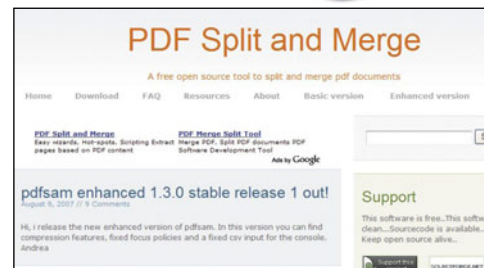 PDF Split and Merge
A free open source tool to split and merge pdf documents
Home Download FAQ Resources About Basic version Enhanced version
PDF Split and Merge
Easy wizards, Hot-spots, Scripting Extract pages based on PDF content
PDF Merge Split Tool
Merge PDF, Split PDF documents PDF Software Development Tool
Ads by Google
pdfsam enhanced 1.3.0 stable release 1 out!
August 8, 2007 // 9 Comments
Hi, i release the new enhanced version of pdfsam. In this version you can find
compression features, fixed focus policies and a fixed csv input for the console.
Andrea
Support
This software is free..This softw
clean....Sourcecode is available..
Keep open source alive..
Support this
SOURCEFORGE.NET